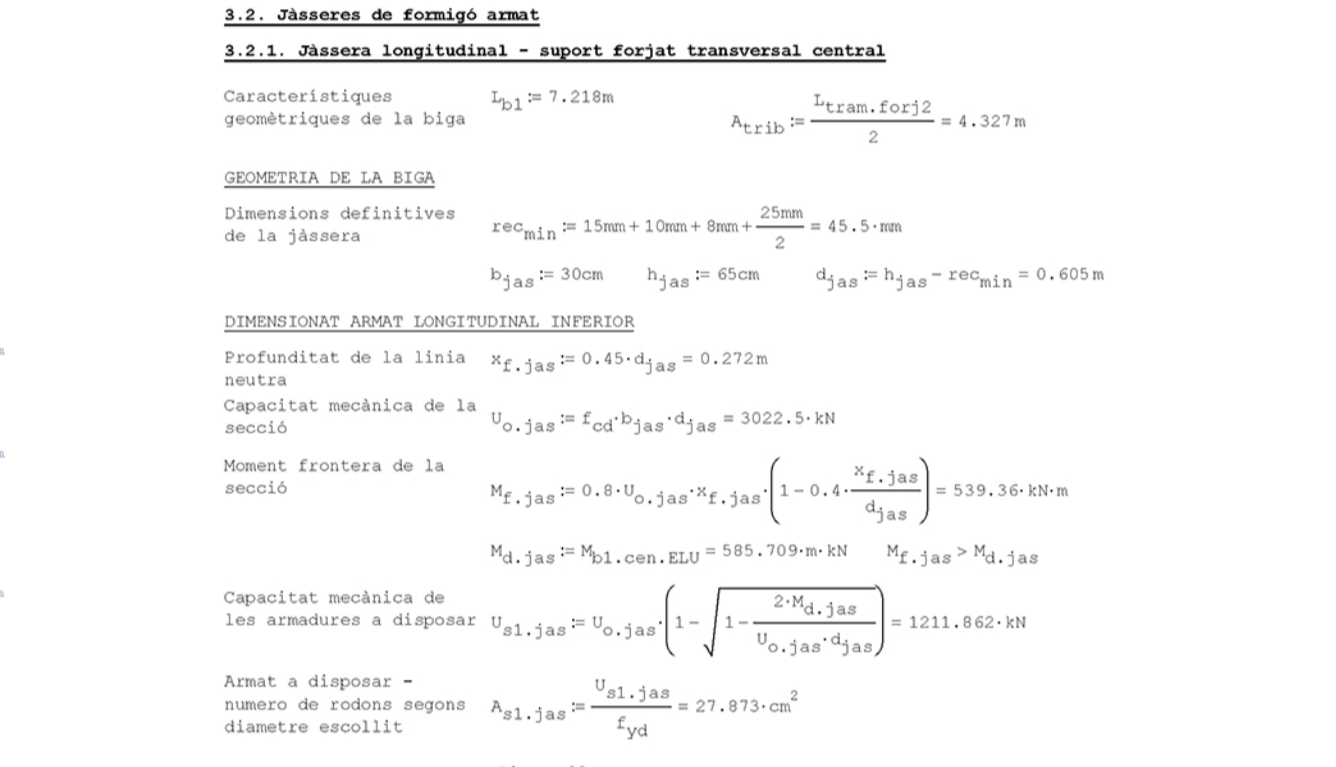 3.2. Jàsseres de formigó armat
3.2.1. Jàssera longitudinal - suport forjat transversal central
Característiques
geomètriques de la biga
L_b1 := 7.218m
A_trib := L_tram.forj2 / 2 = 4.327 m
GEOMETRIA DE LA BIGA
Dimensions definitives
de la jàssera
rec_min := 15mm + 10mm + 8mm + 25mm / 2 = 45.5·mm
b_jas := 30cm h_jas := 65cm d_jas := h_jas - rec_min = 0.605 m
DIMENSIONAT ARMAT LONGITUDINAL INFERIOR
Profunditat de la linia
neutra
x_f.jas := 0.45·d_jas = 0.272 m
Capacitat mecànica de la
secció
U_o.jas := f_cd·b_jas·d_jas = 3022.5·kN
Moment frontera de la
secció
M_f.jas := 0.8·U_o.jas·x_f.jas·(1 - 0.4·x_f.jas / d_jas) = 539.36·kN·m
M_d.jas := M_b1.cen.ELU = 585.709·m·kN M_f.jas > M_d.jas
Capacitat mecànica de
les armadures a disposar
U_s1.jas := U_o.jas·(1 - √(1 - 2·M_d.jas / (U_o.jas·d_jas))) = 1211.862·kN
Armat a disposar -
numero de rodons segons
diametre escollit
A_s1.jas := U_s1.jas / f_yd = 27.873·cm²